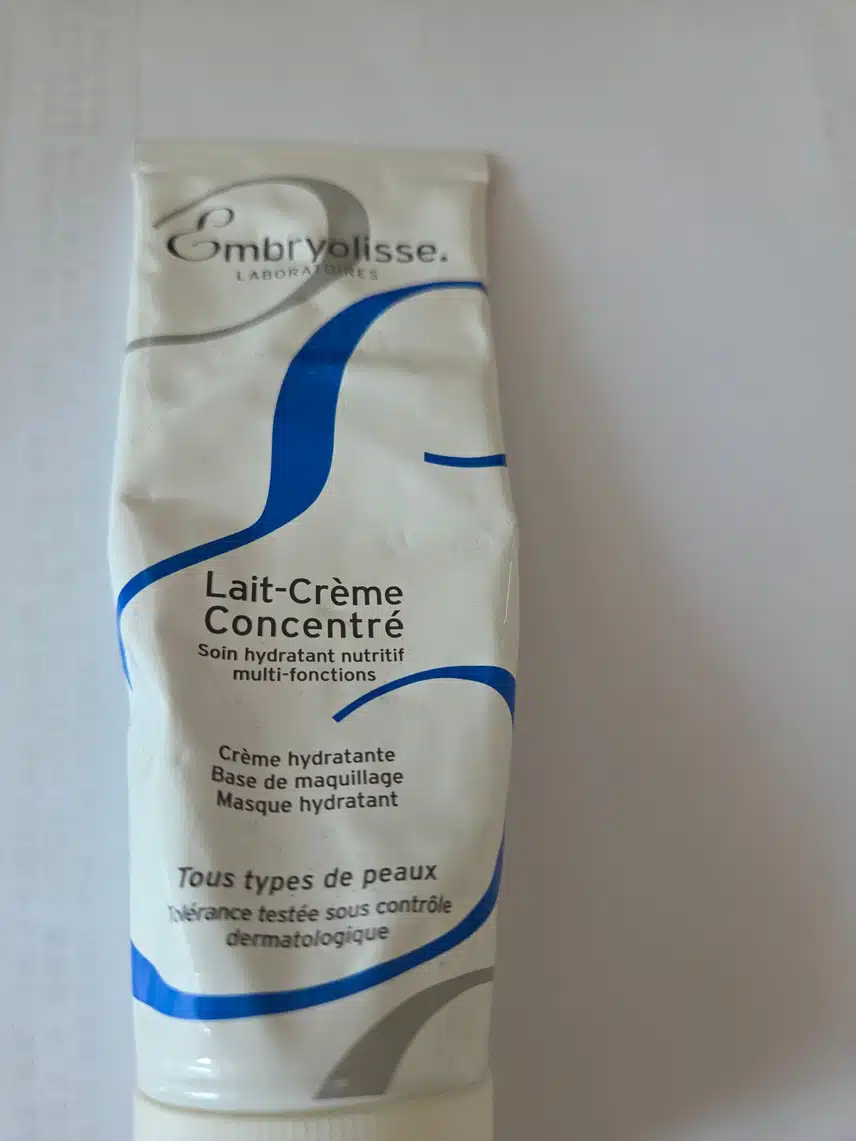 Embryolisse.
LABORATOIRES
Lait-Crème
Concentré
Soin hydratant nutritif
multi-fonctions
Crème hydratante
Base de maquillage
Masque hydratant
Tous types de peaux
Tolérance testée sous contrôle
dermatologique